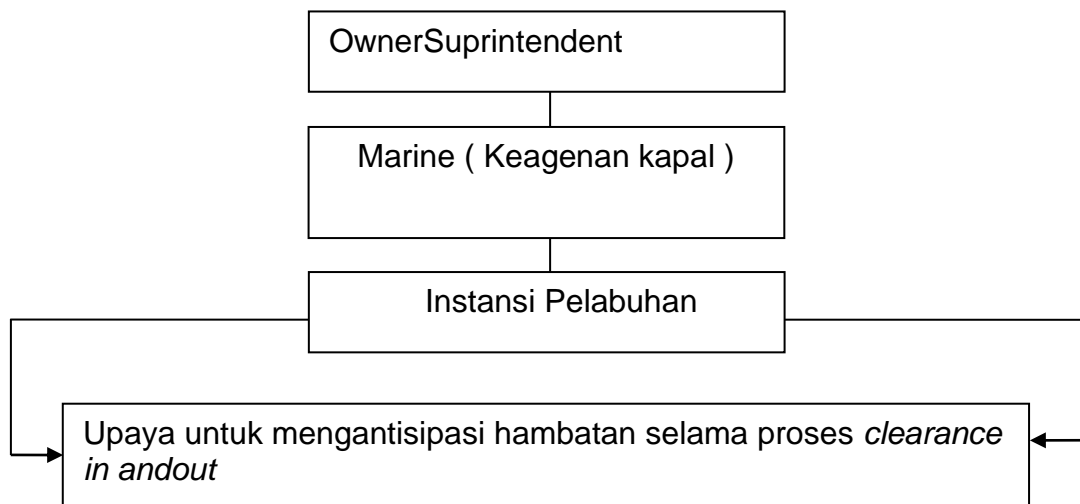 OwnerSuprintendent
Marine ( Keagenan kapal )
Instansi Pelabuhan
Upaya untuk mengantisipasi hambatan selama proses clearance
in andout